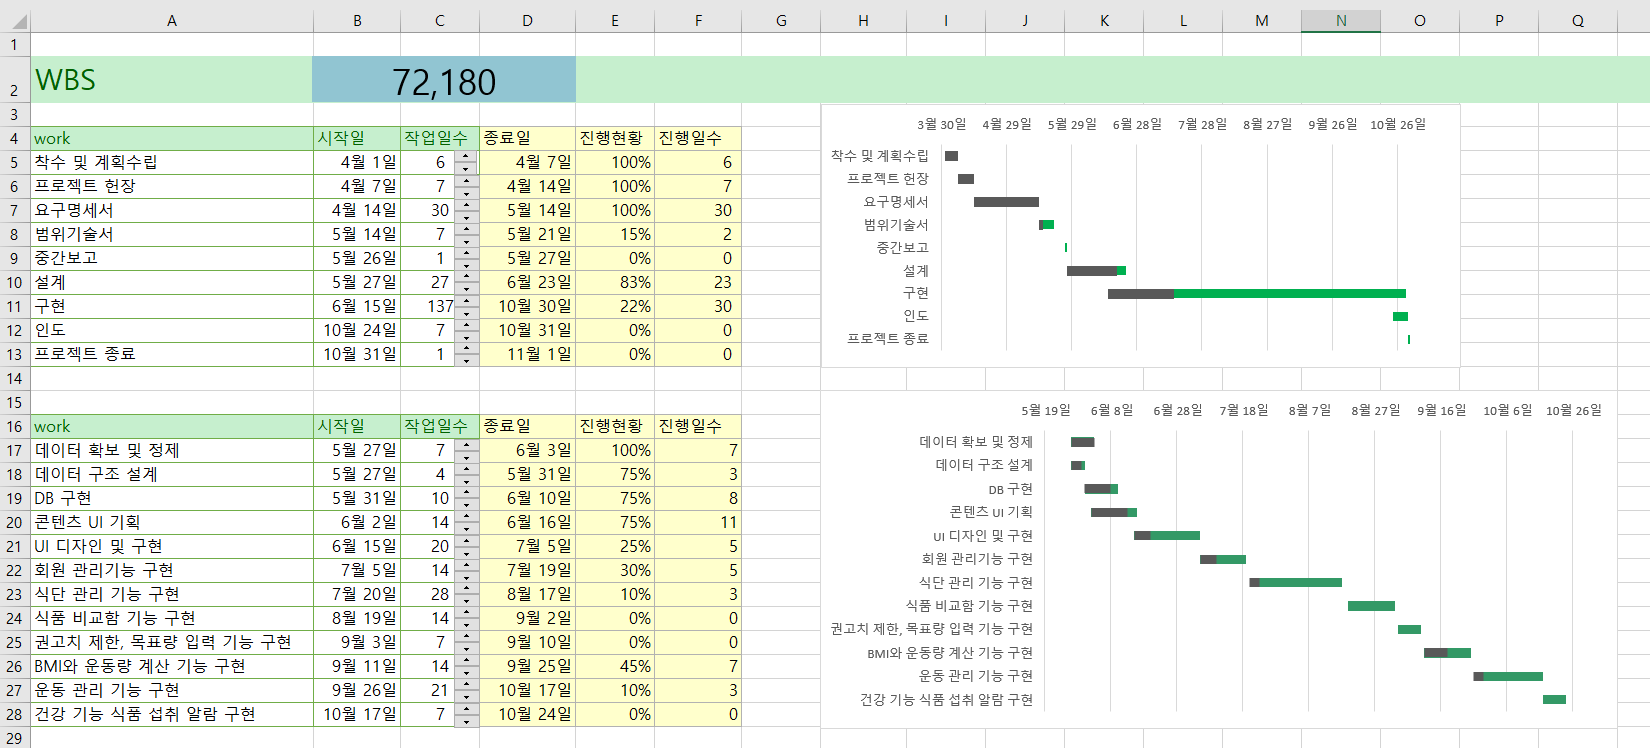 A B C D E F G H I J K L M N O P Q
1
2 WBS 72,180
3
4 work 시작일 작업일수 종료일 진행현황 진행일수
5 착수 및 계획수립 4월 1일 6 4월 7일 100% 6
6 프로젝트 헌장 4월 7일 7 4월 14일 100% 7
7 요구명세서 4월 14일 30 5월 14일 100% 30
8 범위기술서 5월 14일 7 5월 21일 15% 2
9 중간보고 5월 26일 1 5월 27일 0% 0
10 설계 5월 27일 27 6월 23일 83% 23
11 구현 6월 15일 137 10월 30일 22% 30
12 인도 10월 24일 7 10월 31일 0% 0
13 프로젝트 종료 10월 31일 1 11월 1일 0% 0
14
15
16 work 시작일 작업일수 종료일 진행현황 진행일수
17 데이터 확보 및 정제 5월 27일 7 6월 3일 100% 7
18 데이터 구조 설계 5월 27일 4 5월 31일 75% 3
19 DB 구현 5월 31일 10 6월 10일 75% 8
20 콘텐츠 UI 기획 6월 2일 14 6월 16일 75% 11
21 UI 디자인 및 구현 6월 15일 20 7월 5일 25% 5
22 회원 관리기능 구현 7월 5일 14 7월 19일 30% 5
23 식단 관리 기능 구현 7월 20일 28 8월 17일 10% 3
24 식품 비교함 기능 구현 8월 19일 14 9월 2일 0% 0
25 권고치 제한, 목표량 입력 기능 구현 9월 3일 7 9월 10일 0% 0
26 BMI와 운동량 계산 기능 구현 9월 11일 14 9월 25일 45% 7
27 운동 관리 기능 구현 9월 26일 21 10월 17일 10% 3
28 건강 기능 식품 섭취 알람 구현 10월 17일 7 10월 24일 0% 0
29
3월 30일 4월 29일 5월 29일 6월 28일 7월 28일 8월 27일 9월 26일 10월 26일
착수 및 계획수립
프로젝트 헌장
요구명세서
범위기술서
중간보고
설계
구현
인도
프로젝트 종료
5월 19일 6월 8일 6월 28일 7월 18일 8월 7일 8월 27일 9월 16일 10월 6일 10월 26일
데이터 확보 및 정제
데이터 구조 설계
DB 구현
콘텐츠 UI 기획
UI 디자인 및 구현
회원 관리기능 구현
식단 관리 기능 구현
식품 비교함 기능 구현
권고치 제한, 목표량 입력 기능 구현
BMI와 운동량 계산 기능 구현
운동 관리 기능 구현
건강 기능 식품 섭취 알람 구현